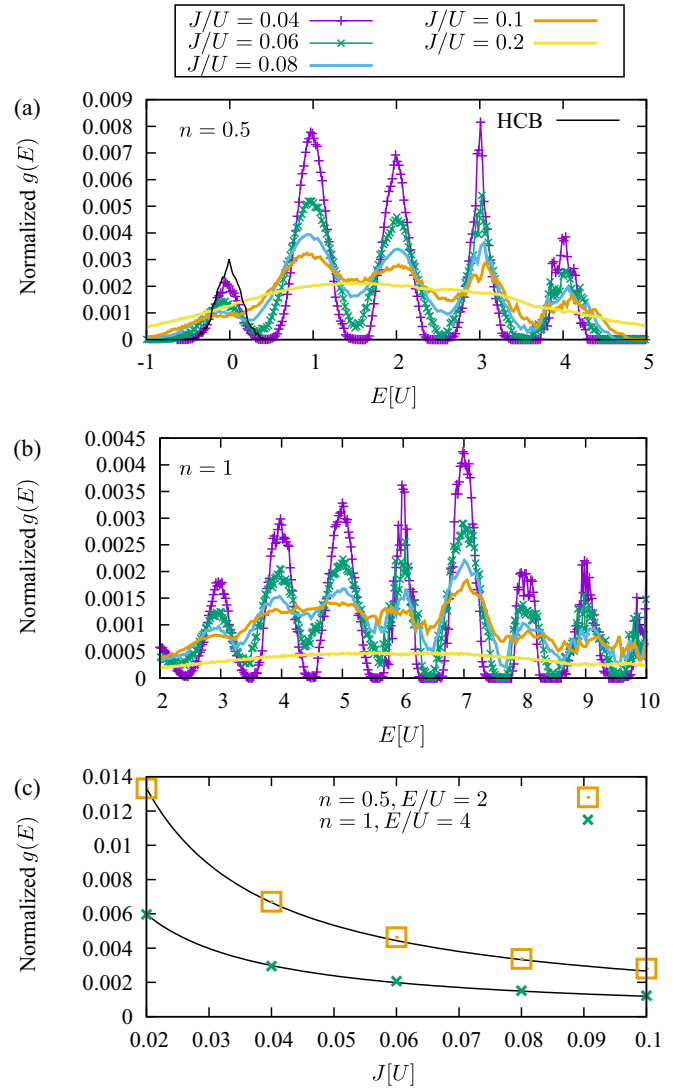 J/U = 0.04
J/U = 0.06
J/U = 0.08
J/U = 0.1
J/U = 0.2
(a)
Normalized g(E)
0.009
0.008
0.007
0.006
0.005
0.004
0.003
0.002
0.001
0
n = 0.5
HCB
-1 0 1 2 3 4 5
E[U]
(b)
Normalized g(E)
0.0045
0.004
0.0035
0.003
0.0025
0.002
0.0015
0.001
0.0005
0
n = 1
2 3 4 5 6 7 8 9 10
E[U]
(c)
Normalized g(E)
0.014
0.012
0.01
0.008
0.006
0.004
0.002
0
n = 0.5, E/U = 2
n = 1, E/U = 4
0.02 0.03 0.04 0.05 0.06 0.07 0.08 0.09 0.1
J[U]